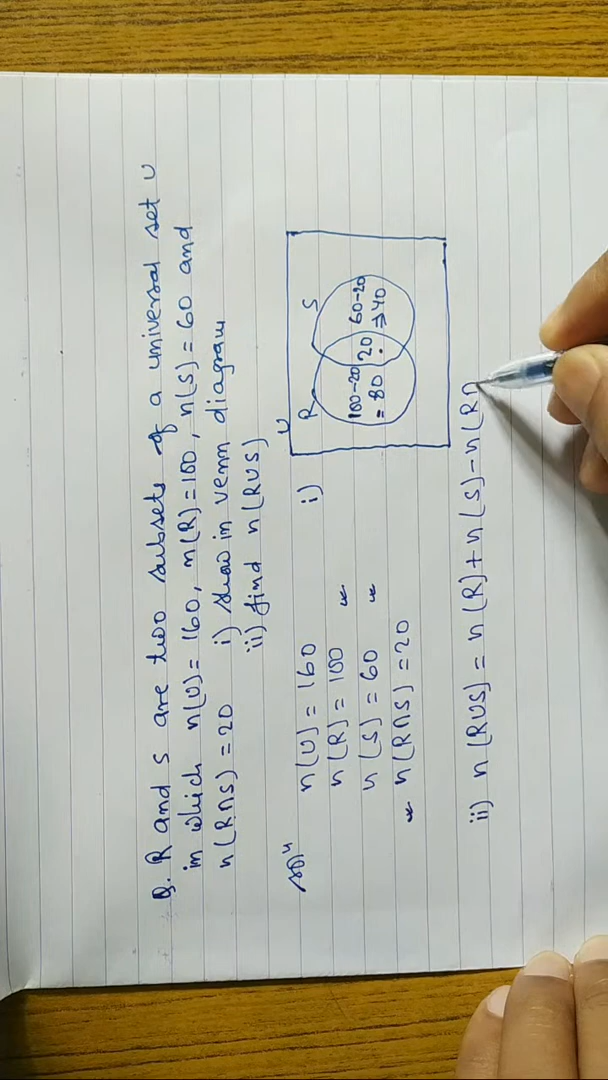 Q. R and S are two subsets of a universal set U
in which n(U) = 160, n(R) = 100, n(S) = 60 and
n(R∩S) = 20 i) show in venn diagram
ii) find n(RUS)
solⁿ
n(U) = 160
n(R) = 100
n(S) = 60
n(R∩S) = 20
i)
U
R
S
100-20
= 80
20
60-20
⇒40
ii) n(RUS) = n(R) + n(S) - n(R∩